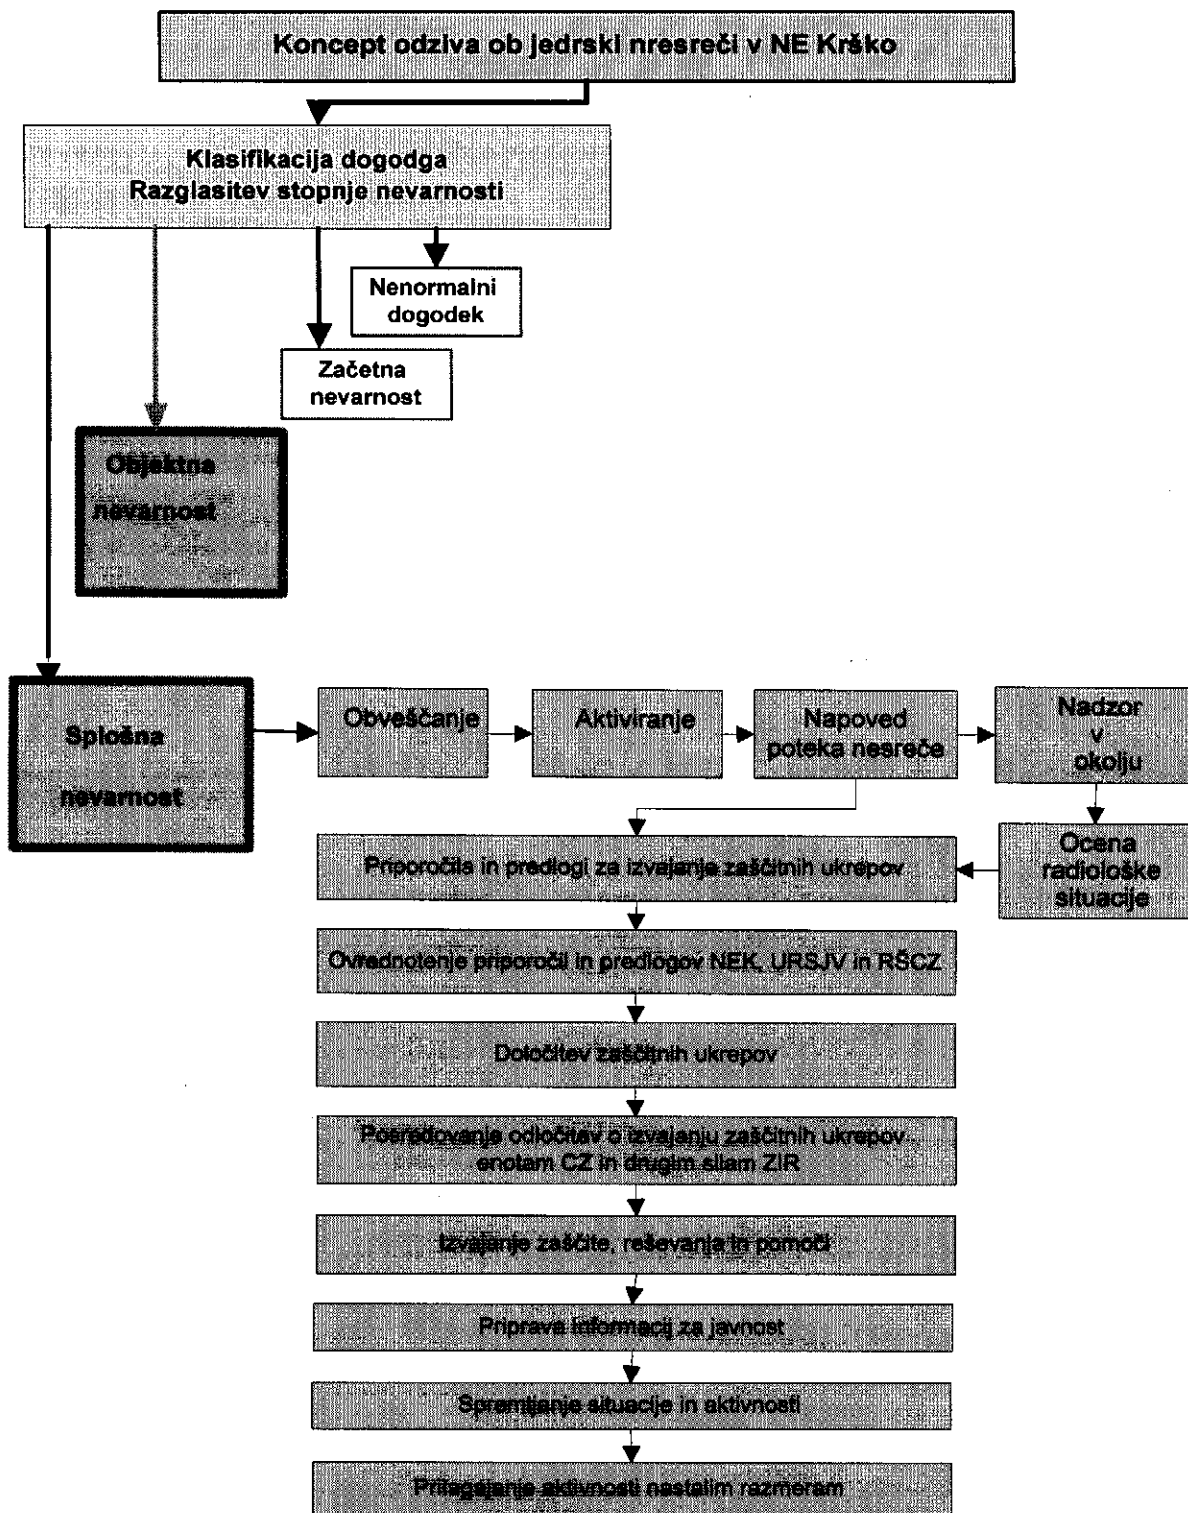 Koncept odziva ob jedrski nresreči v NE Krško
Klasifikacija dogodga
Razglasitev stopnje nevarnosti
Nenormalni
dogodek
Začetna
nevarnost
Objektna
nevarnost
Splošna
nevarnost
Obveščanje
Aktiviranje
Napoved
poteka nesreče
Nadzor
v
okolju
Ocena
radiološke
situacije
Priporočila in predlogi za izvajanje zaščitnih ukrepov
Ovrednotenje priporočil in predlogov NEK, URSJV in RŠCZ
Določitev zaščitnih ukrepov
Posredovanje odločitev o izvajanju zaščitnih ukrepov
enotam CZ in drugim silam ZIR
Izvajanje zaščite, reševanja in pomoči
Priprava informacij za javnost
Spremljanje situacije in aktivnosti
Prilagajanje aktivnosti nastalim razmeram